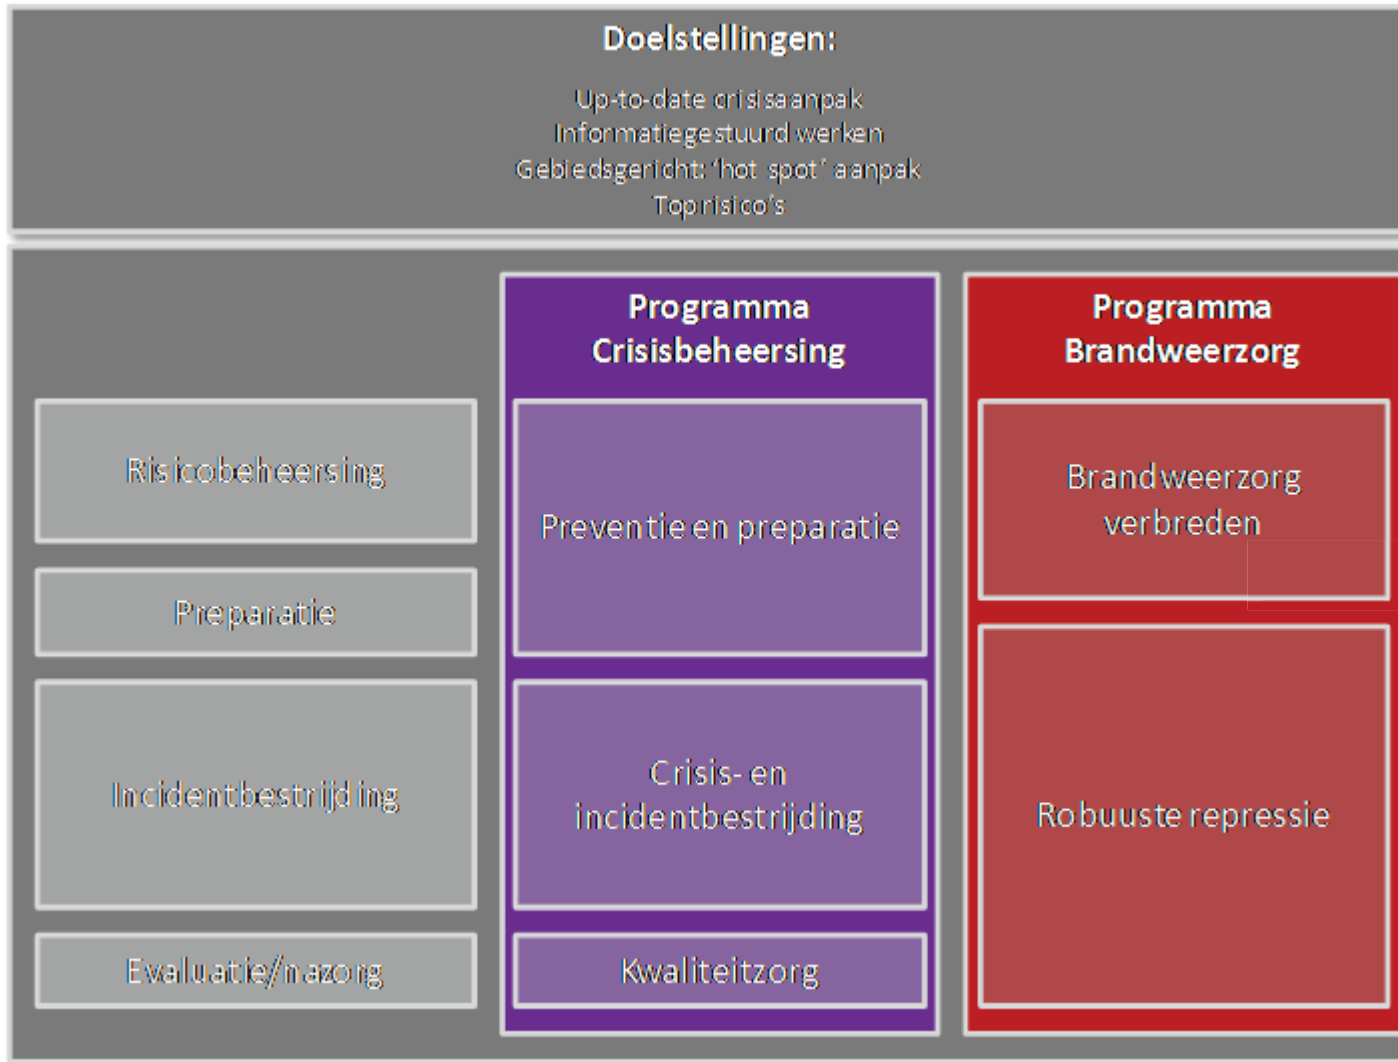 Doelstellingen:
Up-to-date crisisaanpak
Informatiegestuurd werken
Gebiedsgericht: ‘hot spot’ aanpak
Toprisico’s
Programma
Crisisbeheersing
Programma
Brandweerzorg
Risicobeheersing
Preparatie
Incidentbestrijding
Evaluatie/nazorg
Preventie en preparatie
Crisis- en
incidentbestrijding
Kwaliteitzorg
Brandweerzorg
verbreden
Robuuste repressie